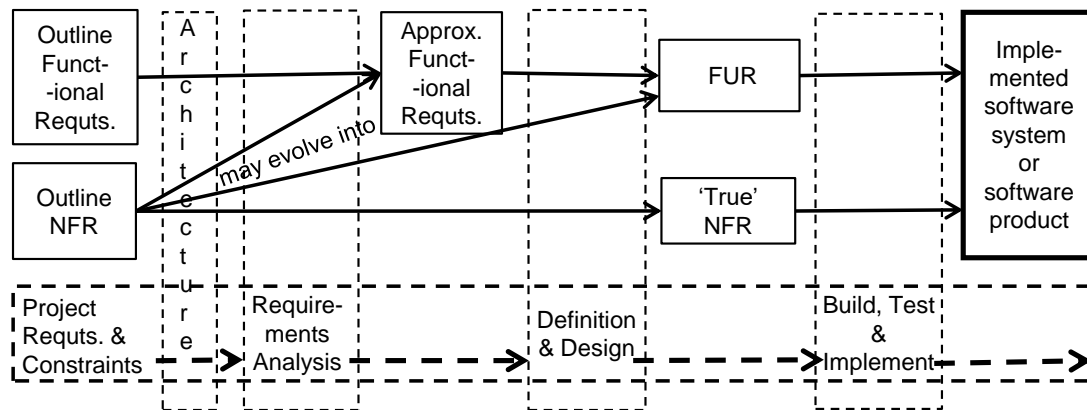 Outline
Funct-
-ional
Requts.
Architecture
Approx.
Funct-
-ional
Requts.
FUR
Imple-
mented
software
system
or
software
product
may evolve into
Outline
NFR
‘True’
NFR
Project
Requts. &
Constraints
Require-
ments
Analysis
Definition
& Design
Build, Test
&
Implement